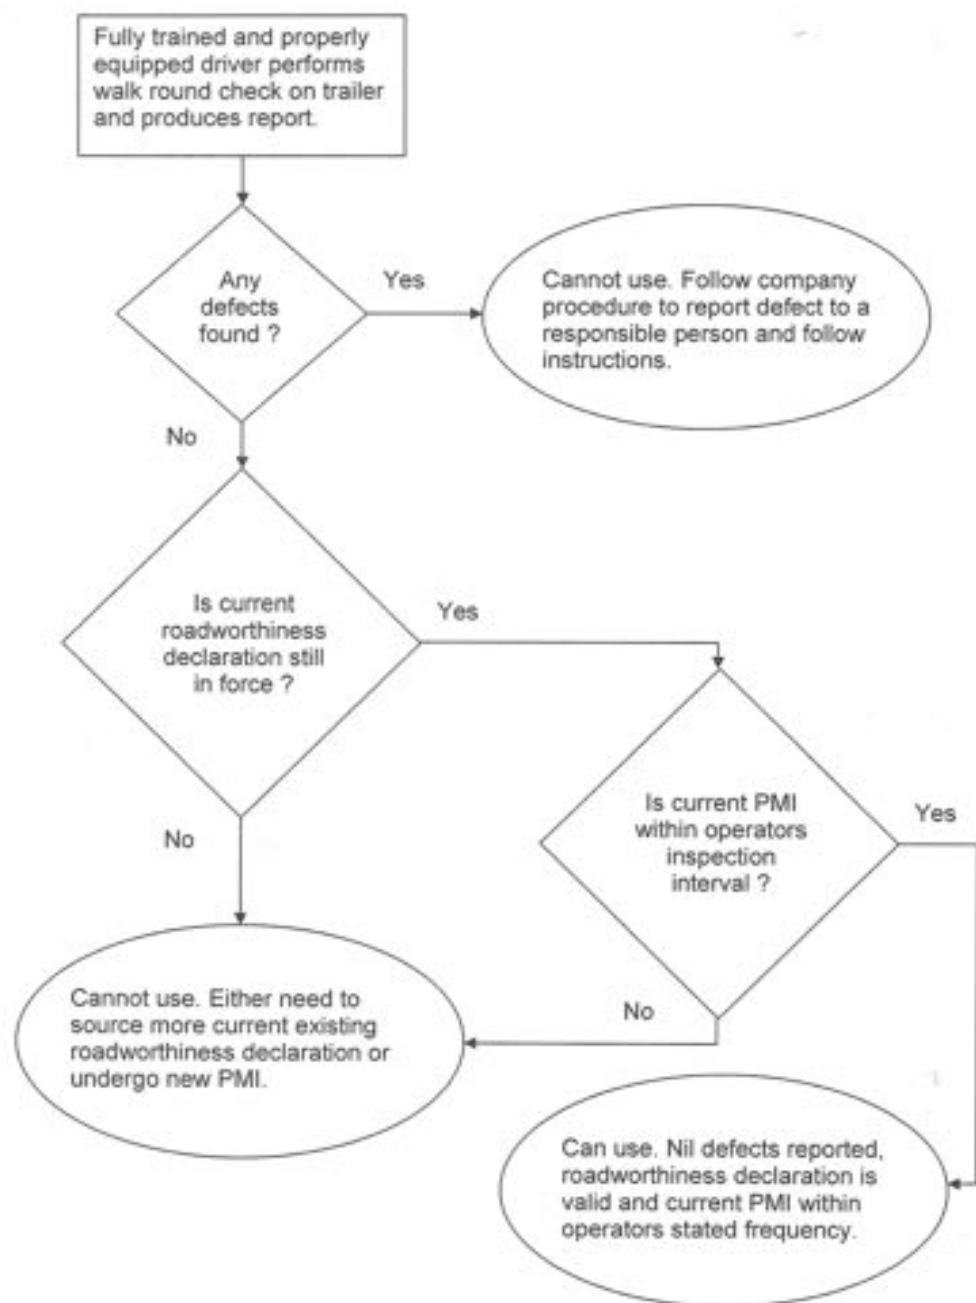 Fully trained and properly
equipped driver performs
walk round check on trailer
and produces report.
Any
defects
found ?
Yes
Cannot use. Follow company
procedure to report defect to a
responsible person and follow
instructions.
No
Is current
roadworthiness
declaration still
in force ?
Yes
No
Is current PMI
within operators
inspection
interval ?
Yes
No
Cannot use. Either need to
source more current existing
roadworthiness declaration or
undergo new PMI.
Can use. Nil defects reported,
roadworthiness declaration is
valid and current PMI within
operators stated frequency.